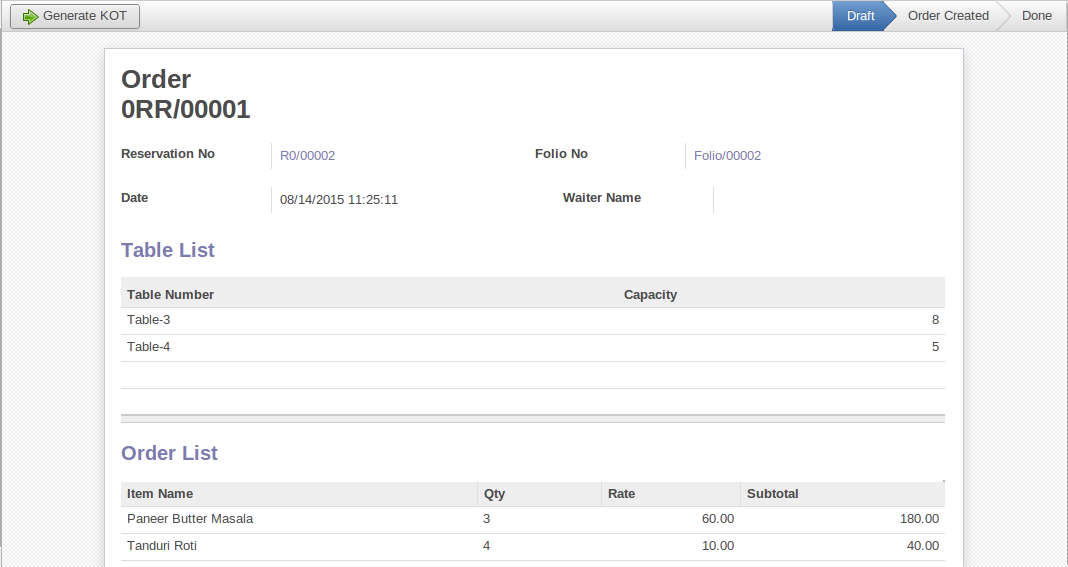 Generate KOT
Draft Order Created Done
Order
0RR/00001
Reservation No R0/00002 Folio No Folio/00002
Date 08/14/2015 11:25:11 Waiter Name
Table List
Table Number Capacity
Table-3 8
Table-4 5
Order List
Item Name Qty Rate Subtotal
Paneer Butter Masala 3 60.00 180.00
Tanduri Roti 4 10.00 40.00